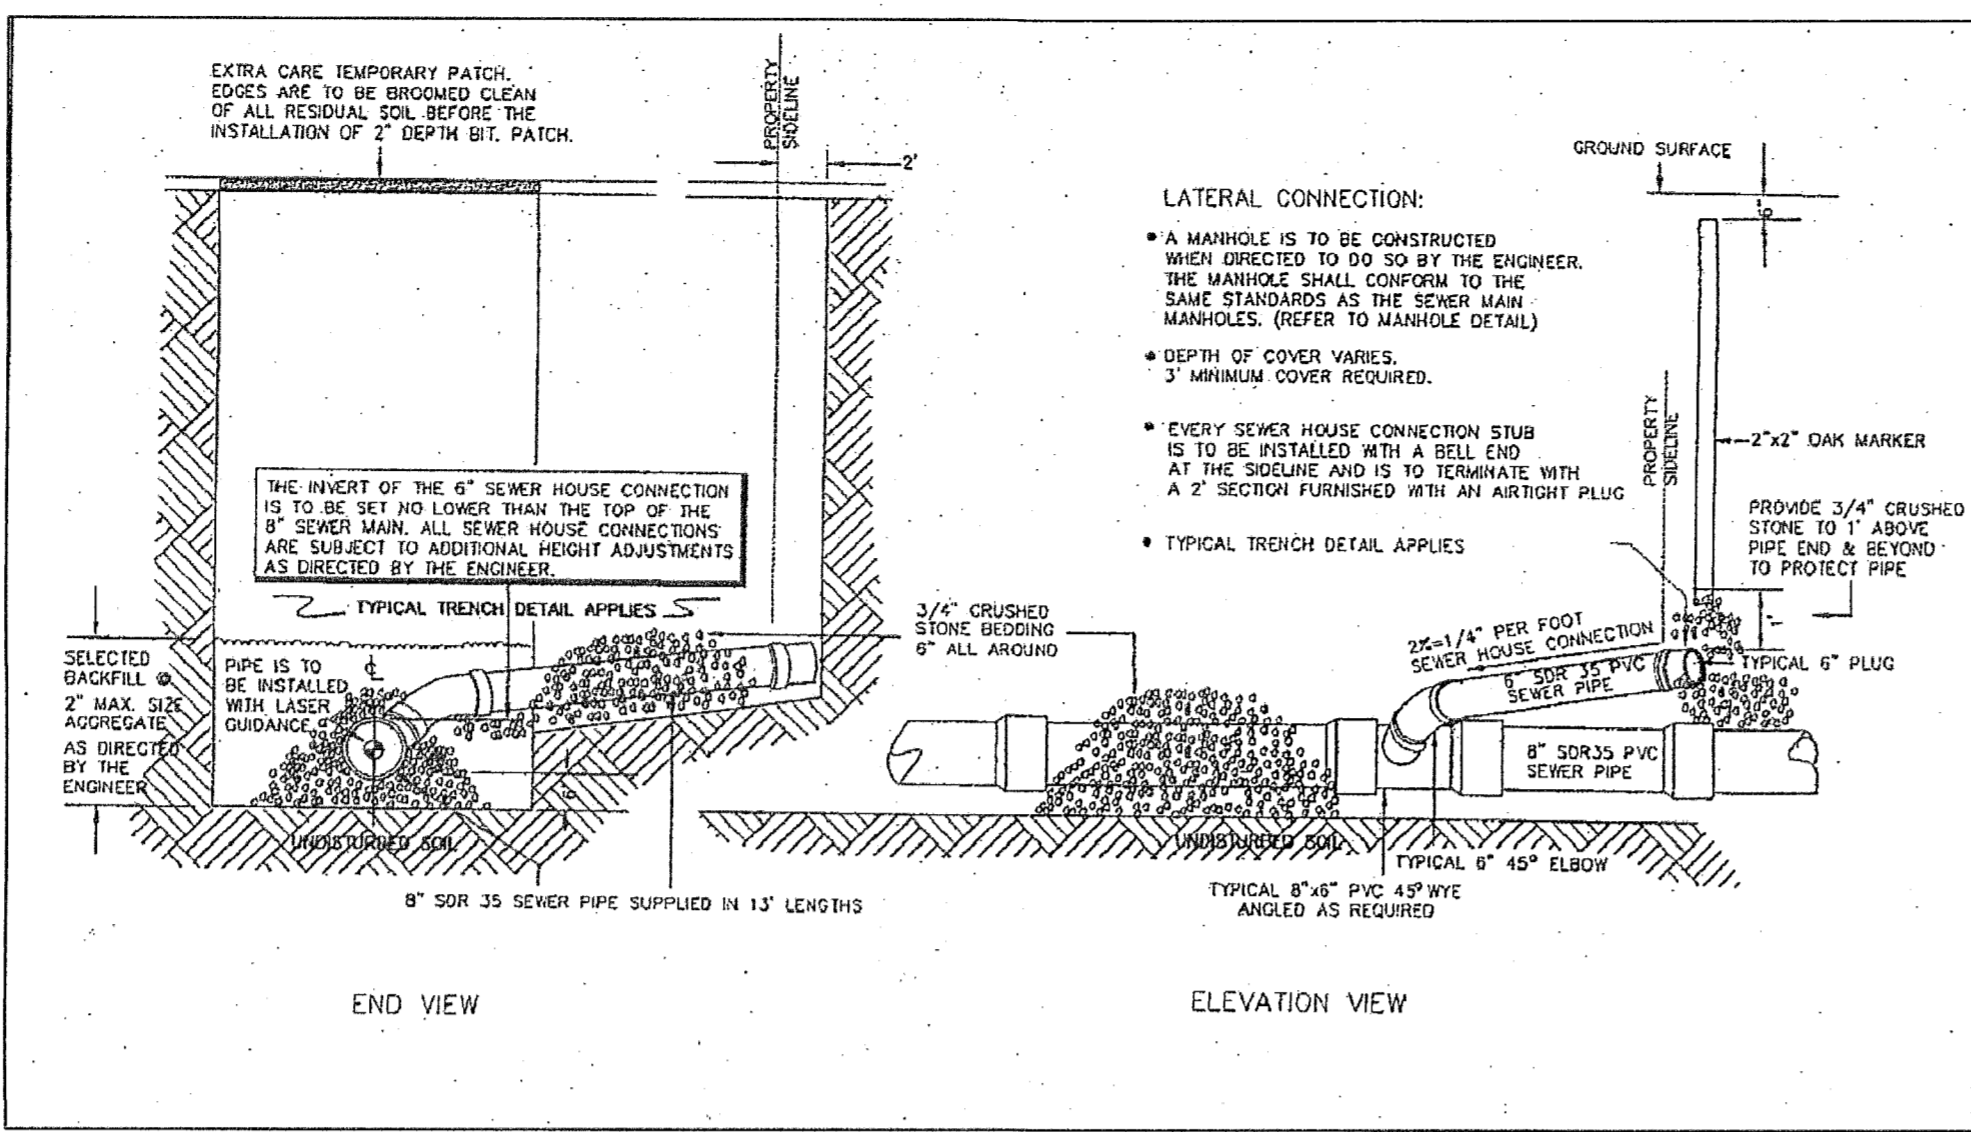 EXTRA CARE TEMPORARY PATCH.
EDGES ARE TO BE BROOMED CLEAN
OF ALL RESIDUAL SOIL BEFORE THE
INSTALLATION OF 2" DEPTH BIT. PATCH.
PROPERTY
SIDELINE
2'
THE INVERT OF THE 6" SEWER HOUSE CONNECTION
IS TO BE SET NO LOWER THAN THE TOP OF THE
8" SEWER MAIN. ALL SEWER HOUSE CONNECTIONS
ARE SUBJECT TO ADDITIONAL HEIGHT ADJUSTMENTS
AS DIRECTED BY THE ENGINEER.
TYPICAL TRENCH DETAIL APPLIES
SELECTED
BACKFILL @
2" MAX. SIZE
AGGREGATE
AS DIRECTED
BY THE
ENGINEER
PIPE IS TO
BE INSTALLED
WITH LASER
GUIDANCE
℄
6"
UNDISTURBED SOIL
8" SDR 35 SEWER PIPE SUPPLIED IN 13' LENGTHS
END VIEW
LATERAL CONNECTION:
• A MANHOLE IS TO BE CONSTRUCTED
WHEN DIRECTED TO DO SO BY THE ENGINEER.
THE MANHOLE SHALL CONFORM TO THE
SAME STANDARDS AS THE SEWER MAIN
MANHOLES. (REFER TO MANHOLE DETAIL)
• DEPTH OF COVER VARIES.
3' MINIMUM COVER REQUIRED.
• EVERY SEWER HOUSE CONNECTION STUB
IS TO BE INSTALLED WITH A BELL END
AT THE SIDELINE AND IS TO TERMINATE WITH
A 2' SECTION FURNISHED WITH AN AIRTIGHT PLUG
• TYPICAL TRENCH DETAIL APPLIES
GROUND SURFACE
6"
PROPERTY
SIDELINE
2"x2" OAK MARKER
PROVIDE 3/4" CRUSHED
STONE TO 1' ABOVE
PIPE END & BEYOND
TO PROTECT PIPE
1'
3/4" CRUSHED
STONE BEDDING
6" ALL AROUND
2%=1/4" PER FOOT
SEWER HOUSE CONNECTION
6" SDR 35 PVC
SEWER PIPE
TYPICAL 6" PLUG
8" SDR35 PVC
SEWER PIPE
UNDISTURBED SOIL
TYPICAL 6" 45° ELBOW
TYPICAL 8"x6" PVC 45° WYE
ANGLED AS REQUIRED
ELEVATION VIEW